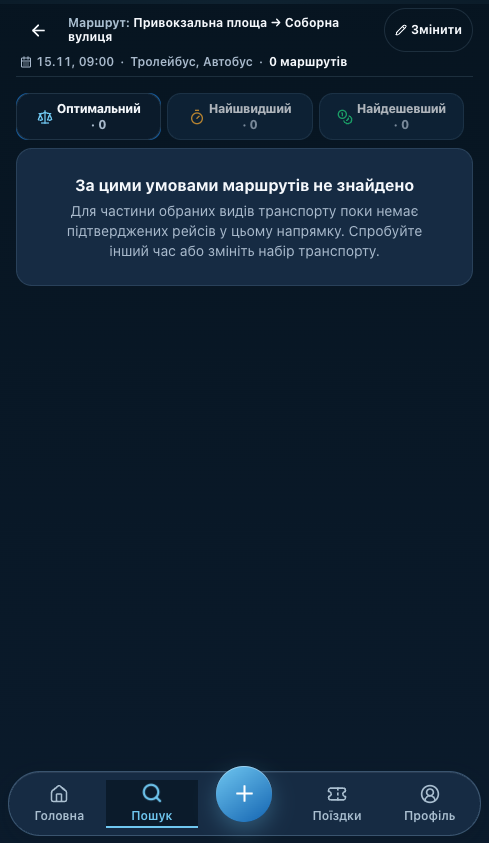 Маршрут: Привокзальна площа → Соборна
вулиця
Змінити
15.11, 09:00 · Тролейбус, Автобус · 0 маршрутів
Оптимальний
· 0
Найшвидший
· 0
Найдешевший
· 0
За цими умовами маршрутів не знайдено
Для частини обраних видів транспорту поки немає
підтверджених рейсів у цьому напрямку. Спробуйте
інший час або змініть набір транспорту.
Головна
Пошук
Поїздки
Профіль